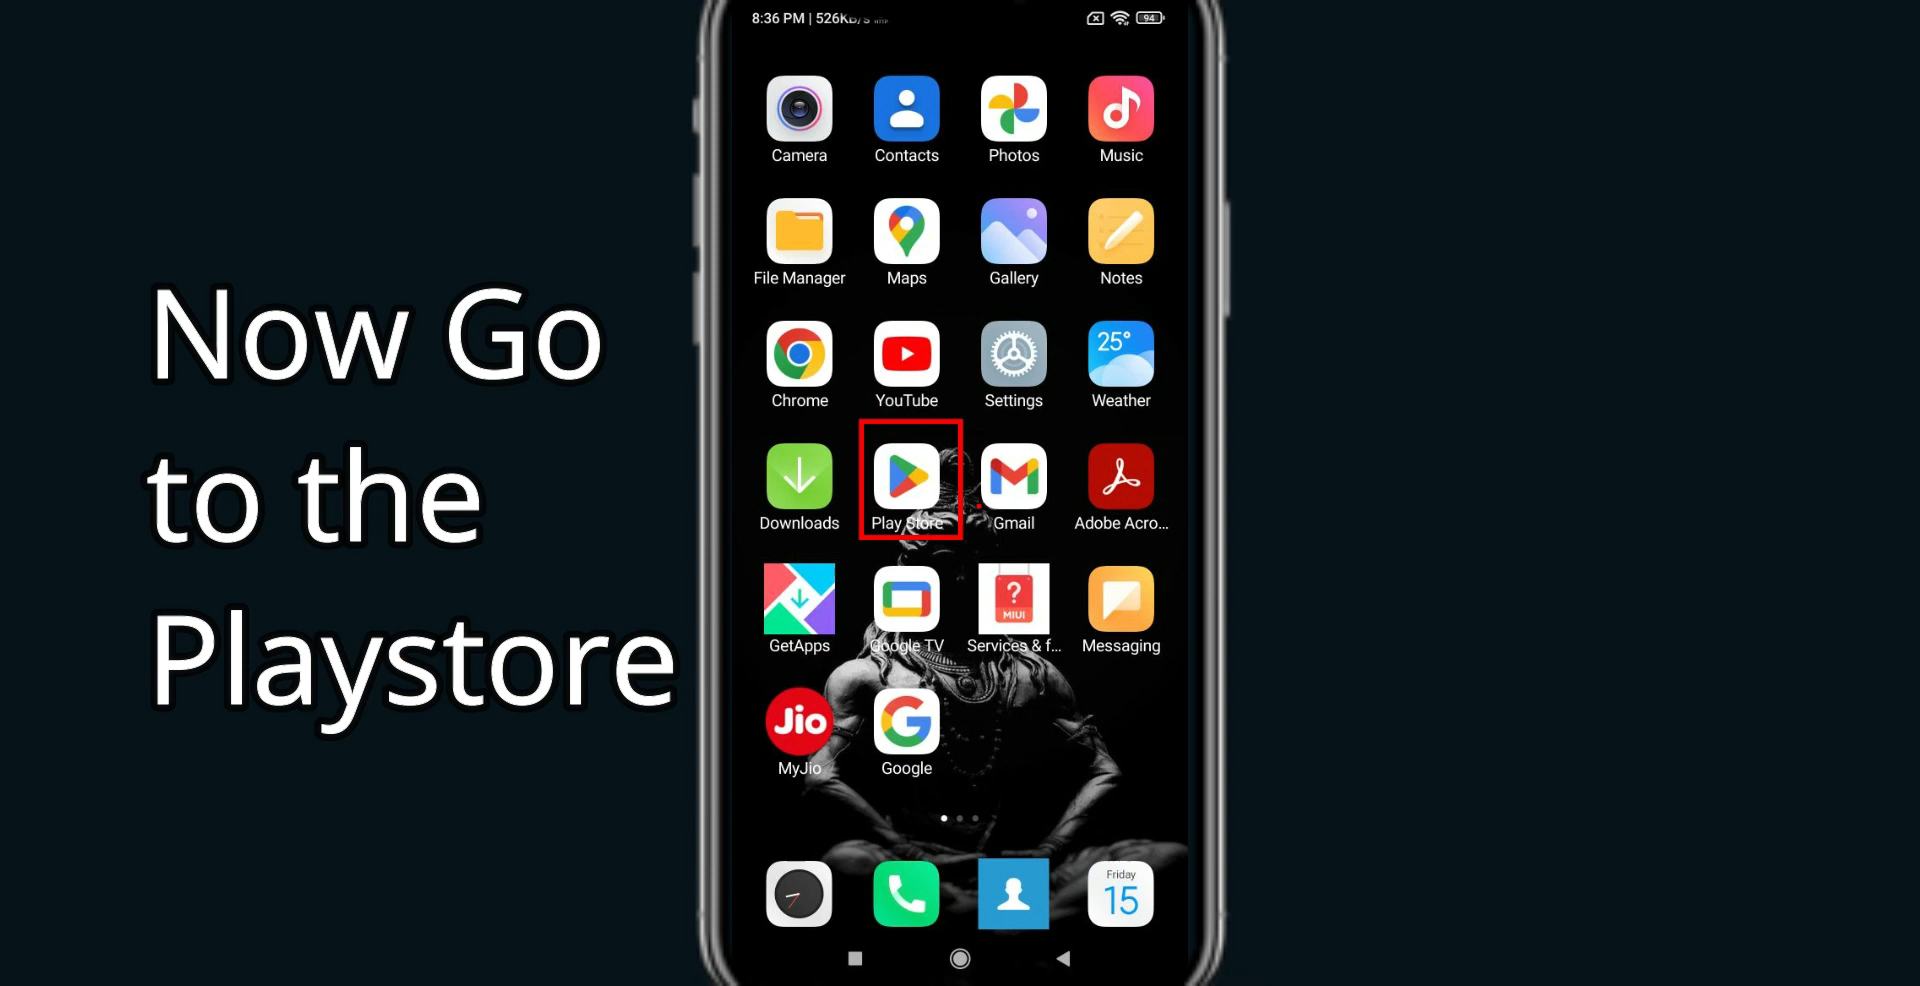 8:36 PM | 526KB/s
94
Camera
Contacts
Photos
Music
File Manager
Maps
Gallery
Notes
25°
Chrome
YouTube
Settings
Weather
Downloads
Play Store
Gmail
Adobe Acro...
?
MIUI
GetApps
Google TV
Services & f...
Messaging
Jio
MyJio
Google
Friday
15
Now Go
to the
Playstore